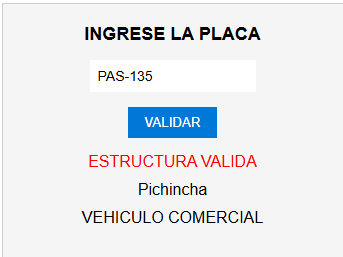 INGRESE LA PLACA
PAS-135
VALIDAR
ESTRUCTURA VALIDA
Pichincha
VEHICULO COMERCIAL